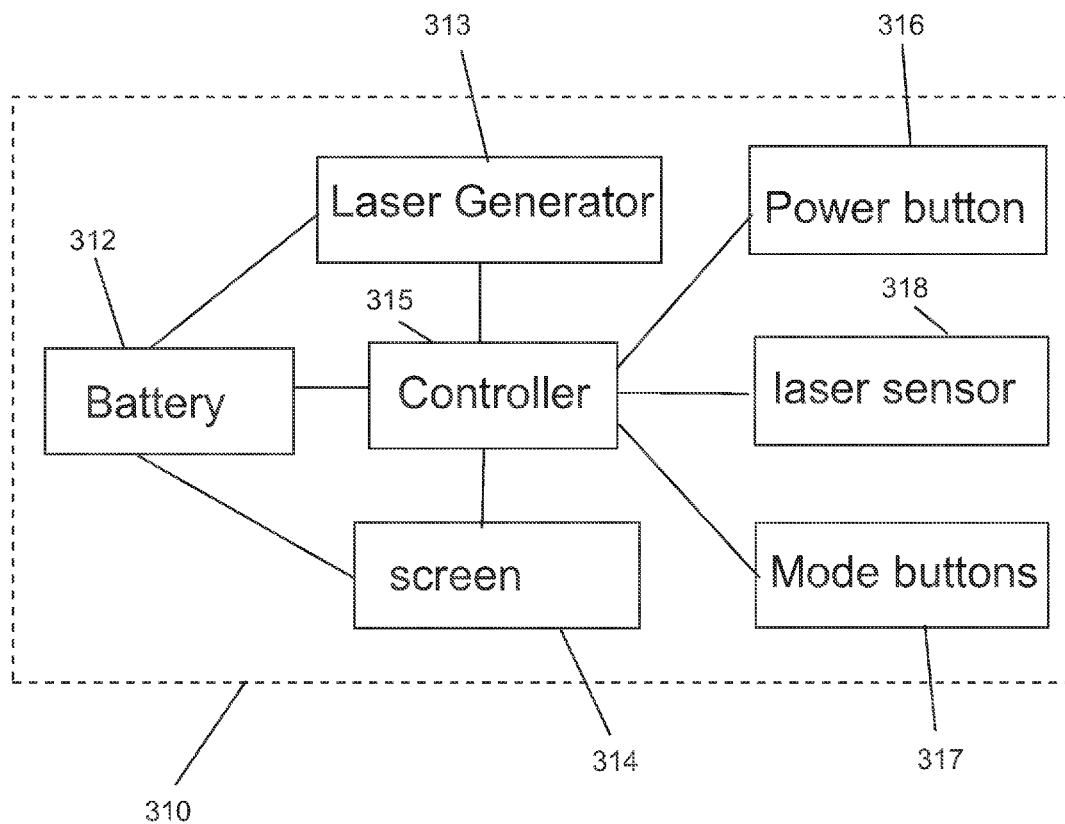 313
316
Laser Generator
Power button
312
315
318
Battery
Controller
laser sensor
screen
Mode buttons
314
317
310